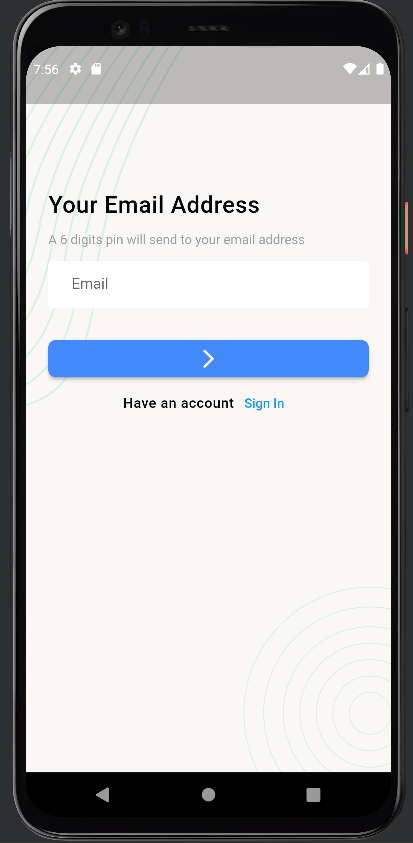 7:56
Your Email Address
A 6 digits pin will send to your email address
Email
Have an account Sign In